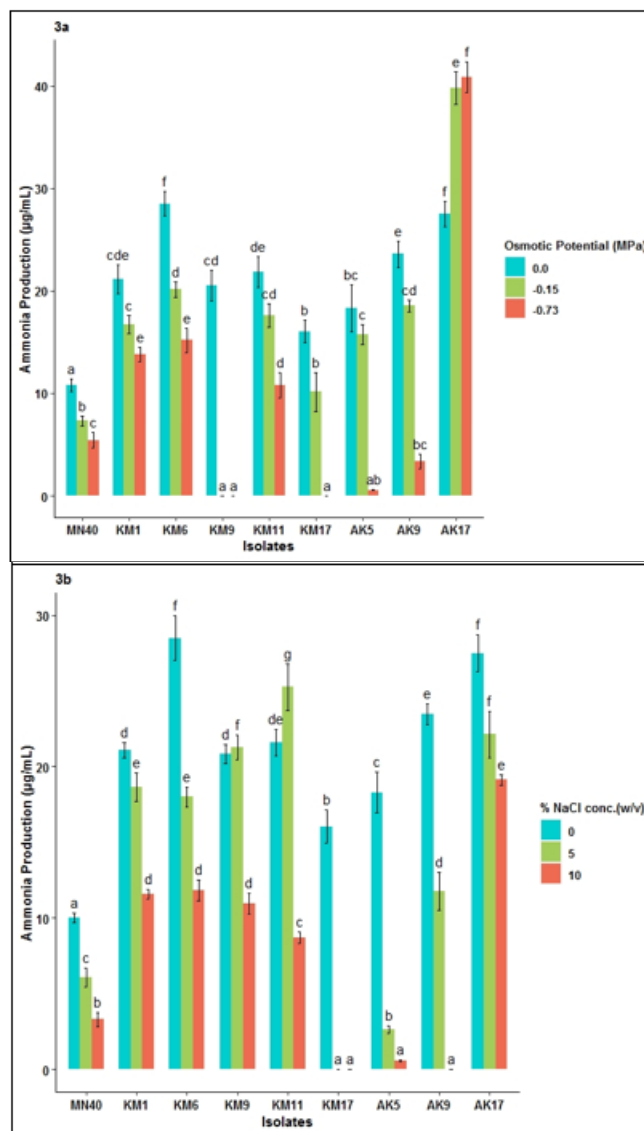 3a
Ammonia Production (µg/mL)
40
30
20
10
0
a b c
cde c e
f d e
cd a a
de cd d
b b a
bc c ab
e cd bc
f e f
MN40 KM1 KM6 KM9 KM11 KM17 AK5 AK9 AK17
Isolates
Osmotic Potential (MPa)
0.0
-0.15
-0.73
3b
Ammonia Production (µg/mL)
30
20
10
0
a c b
d e d
f e d
d f d
de g c
b a a
c b a
e d a
f f e
MN40 KM1 KM6 KM9 KM11 KM17 AK5 AK9 AK17
Isolates
% NaCl conc.(w/v)
0
5
10